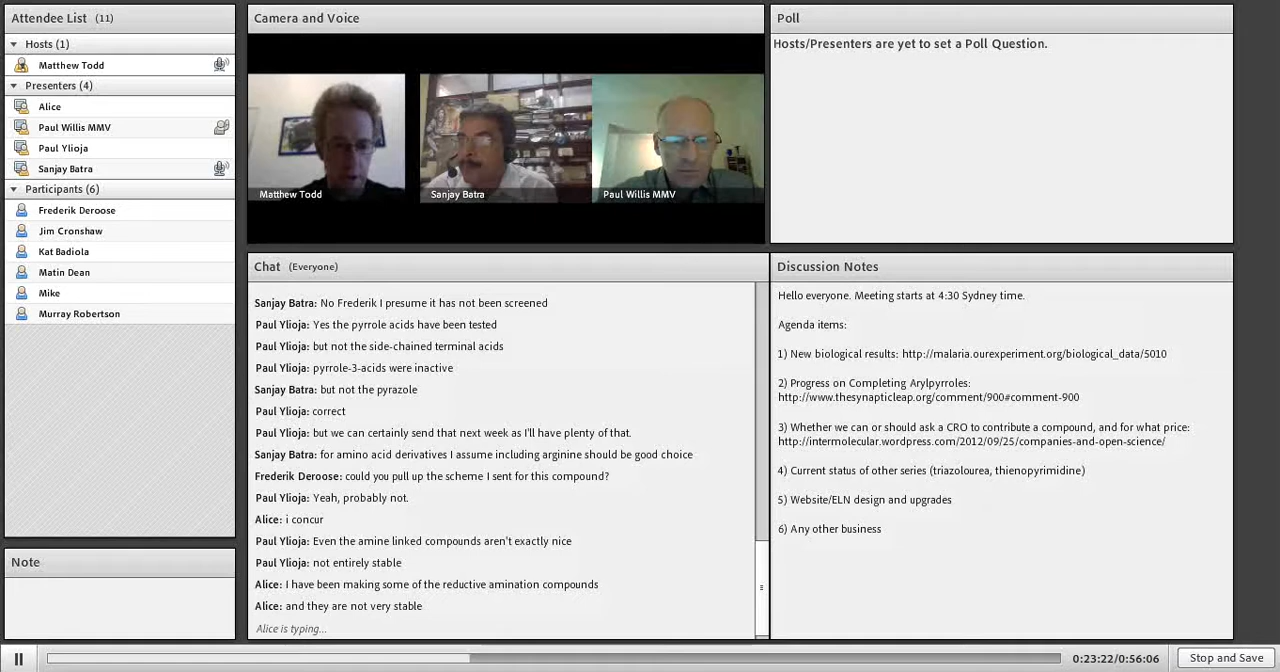 Attendee List (11)
Hosts (1)
Matthew Todd
Presenters (4)
Alice
Paul Willis MMV
Paul Ylioja
Sanjay Batra
Participants (6)
Frederik Deroose
Jim Cronshaw
Kat Badiola
Matin Dean
Mike
Murray Robertson
Note
Camera and Voice
Matthew Todd
Sanjay Batra
Paul Willis MMV
Chat (Everyone)
Sanjay Batra: No Frederik I presume it has not been screened
Paul Ylioja: Yes the pyrrole acids have been tested
Paul Ylioja: but not the side-chained terminal acids
Paul Ylioja: pyrrole-3-acids were inactive
Sanjay Batra: but not the pyrazole
Paul Ylioja: correct
Paul Ylioja: but we can certainly send that next week as I'll have plenty of that.
Sanjay Batra: for amino acid derivatives I assume including arginine should be good choice
Frederik Deroose: could you pull up the scheme I sent for this compound?
Paul Ylioja: Yeah, probably not.
Alice: i concur
Paul Ylioja: Even the amine linked compounds aren't exactly nice
Paul Ylioja: not entirely stable
Alice: I have been making some of the reductive amination compounds
Alice: and they are not very stable
Alice is typing...
Poll
Hosts/Presenters are yet to set a Poll Question.
Discussion Notes
Hello everyone. Meeting starts at 4:30 Sydney time.
Agenda items:
1) New biological results: http://malaria.ourexperiment.org/biological_data/5010
2) Progress on Completing Arylpyrroles:
http://www.thesynapticleap.org/comment/900#comment-900
3) Whether we can or should ask a CRO to contribute a compound, and for what price:
http://intermolecular.wordpress.com/2012/09/25/companies-and-open-science/
4) Current status of other series (triazolourea, thienopyrimidine)
5) Website/ELN design and upgrades
6) Any other business
0:23:22/0:56:06
Stop and Save